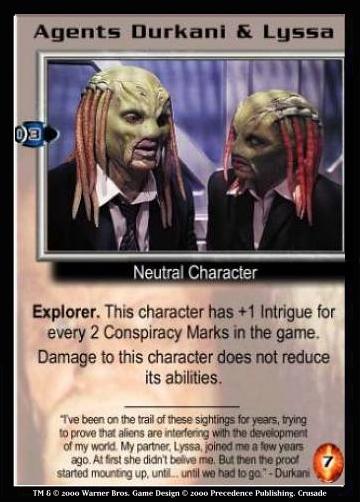 Agents Durkani & Lyssa
03
Neutral Character
Explorer. This character has +1 Intrigue for
every 2 Conspiracy Marks in the game.
Damage to this character does not reduce
its abilities.
"I've been on the trail of these sightings for years, trying
to prove that aliens are interfering with the development
of my world. My partner, Lyssa, joined me a few years
ago. At first she didn't belive me. But then the proof
started mounting up, until... until we had to go." - Durkani
7
TM & © 2000 Warner Bros. Game Design © 2000 Precedence Publishing. Crusade